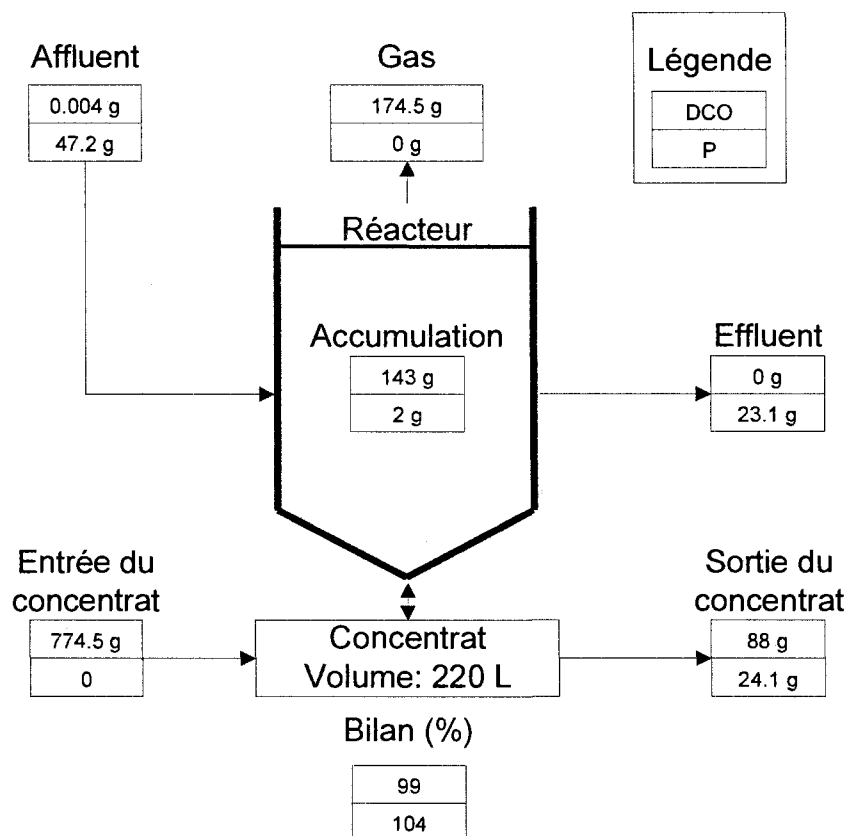 Affluent
0.004 g
47.2 g
Gas
174.5 g
0 g
Légende
DCO
P
Réacteur
Accumulation
143 g
2 g
Effluent
0 g
23.1 g
Entrée du
concentrat
774.5 g
0
Concentrat
Volume: 220 L
Sortie du
concentrat
88 g
24.1 g
Bilan (%)
99
104